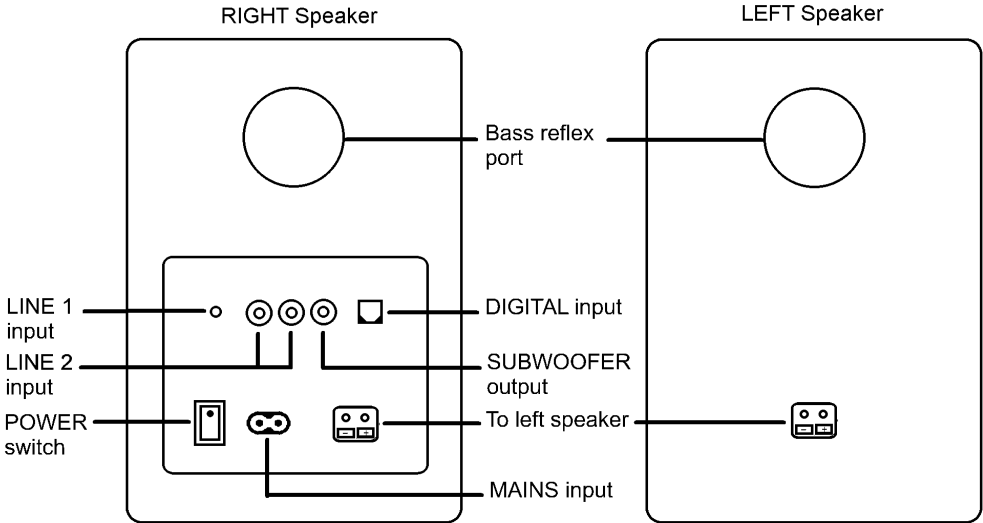 RIGHT Speaker
LEFT Speaker
Bass reflex
port
LINE 1
input
DIGITAL input
LINE 2
input
SUBWOOFER
output
POWER
switch
To left speaker
- +
- +
MAINS input